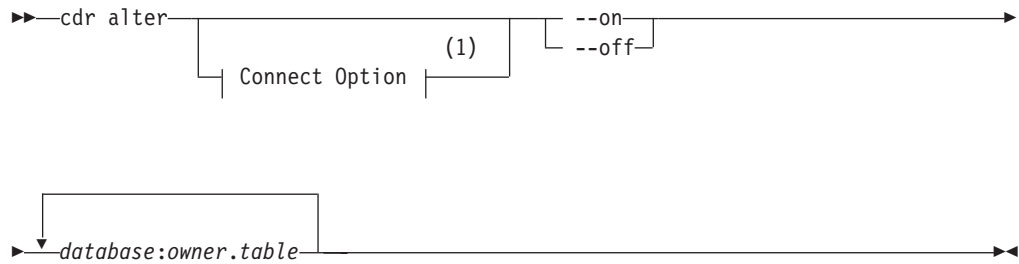 cdr alter --on
(1) --off
Connect Option
database:owner.table